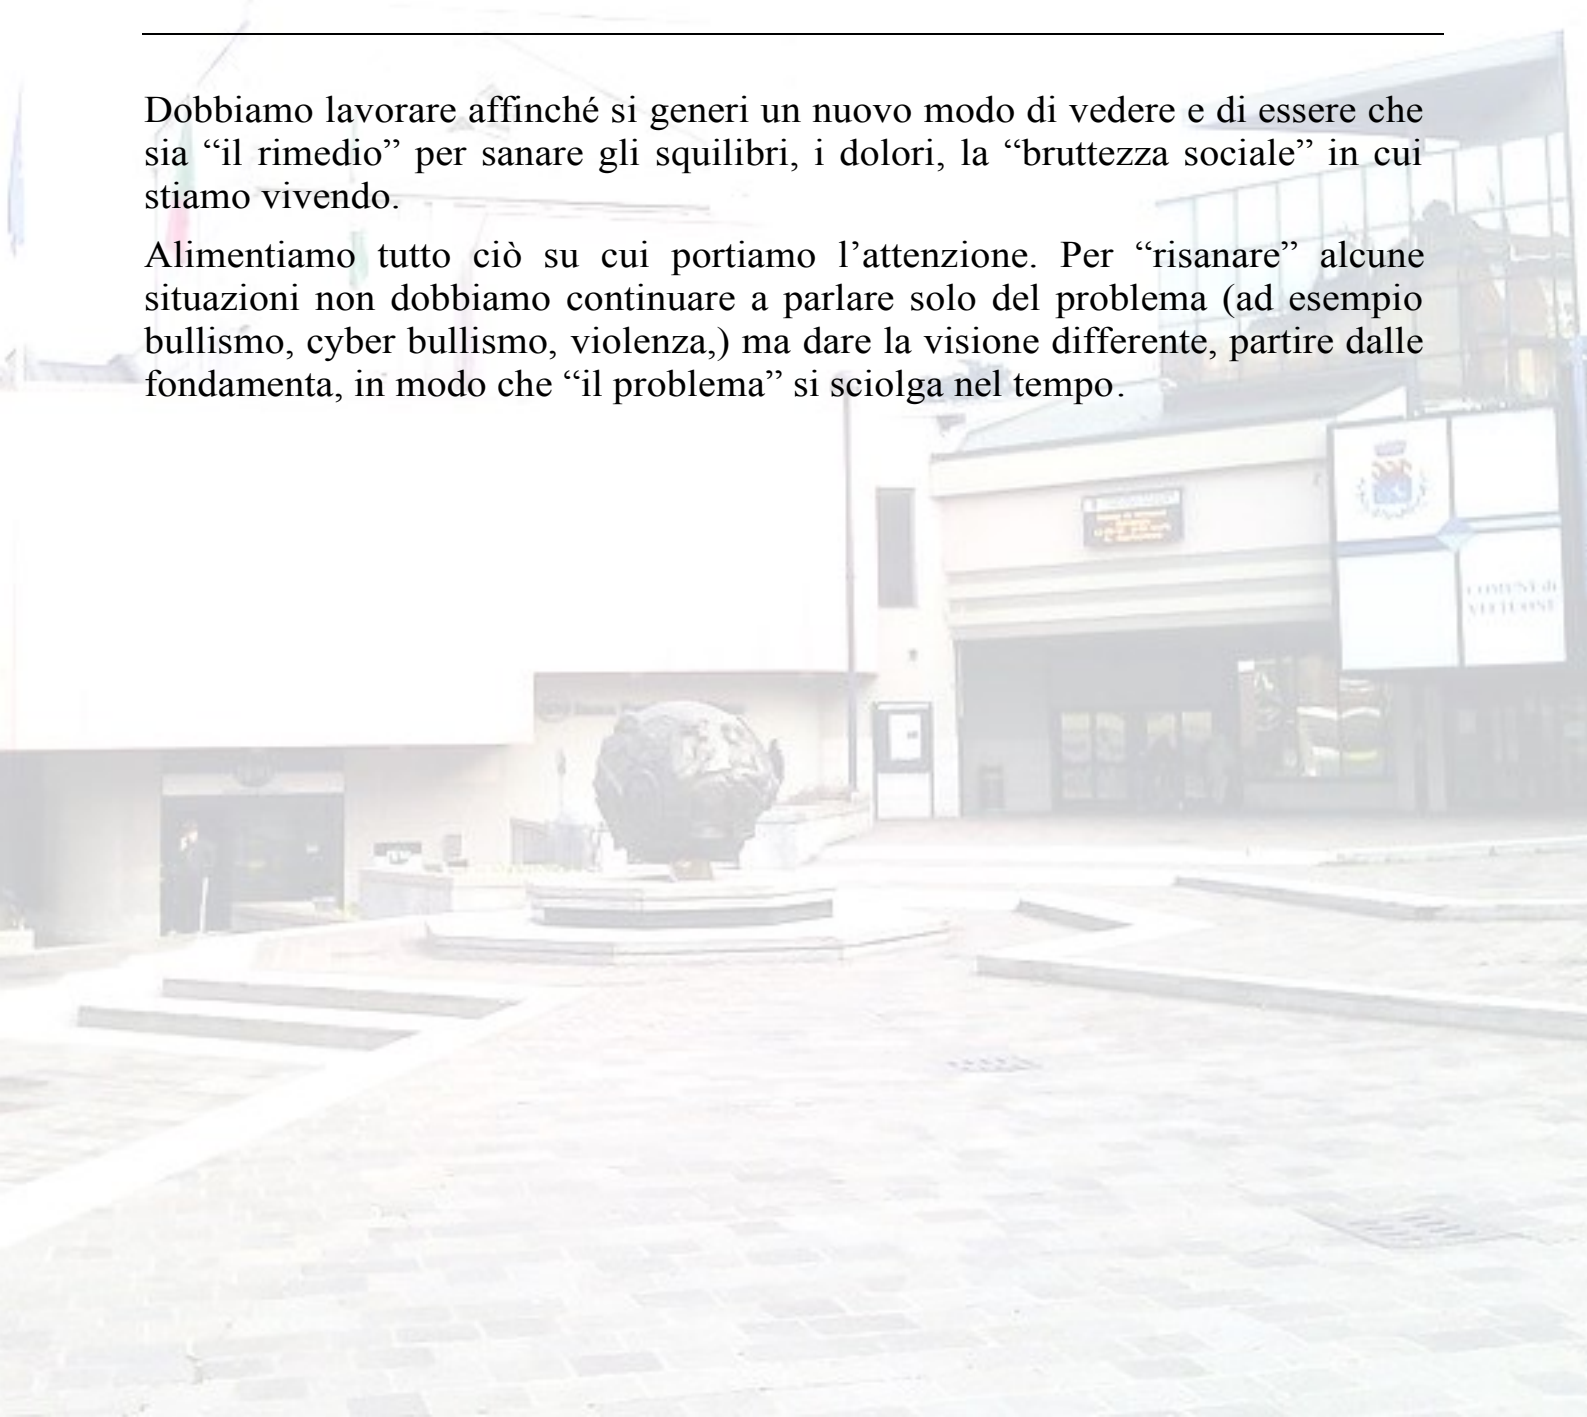 Dobbiamo lavorare affinché si generi un nuovo modo di vedere e di essere che
sia “il rimedio” per sanare gli squilibri, i dolori, la “bruttezza sociale” in cui
stiamo vivendo.
Alimentiamo tutto ciò su cui portiamo l’attenzione. Per “risanare” alcune
situazioni non dobbiamo continuare a parlare solo del problema (ad esempio
bullismo, cyber bullismo, violenza,) ma dare la visione differente, partire dalle
fondamenta, in modo che “il problema” si sciolga nel tempo.
COMUNE di
VITTUONE